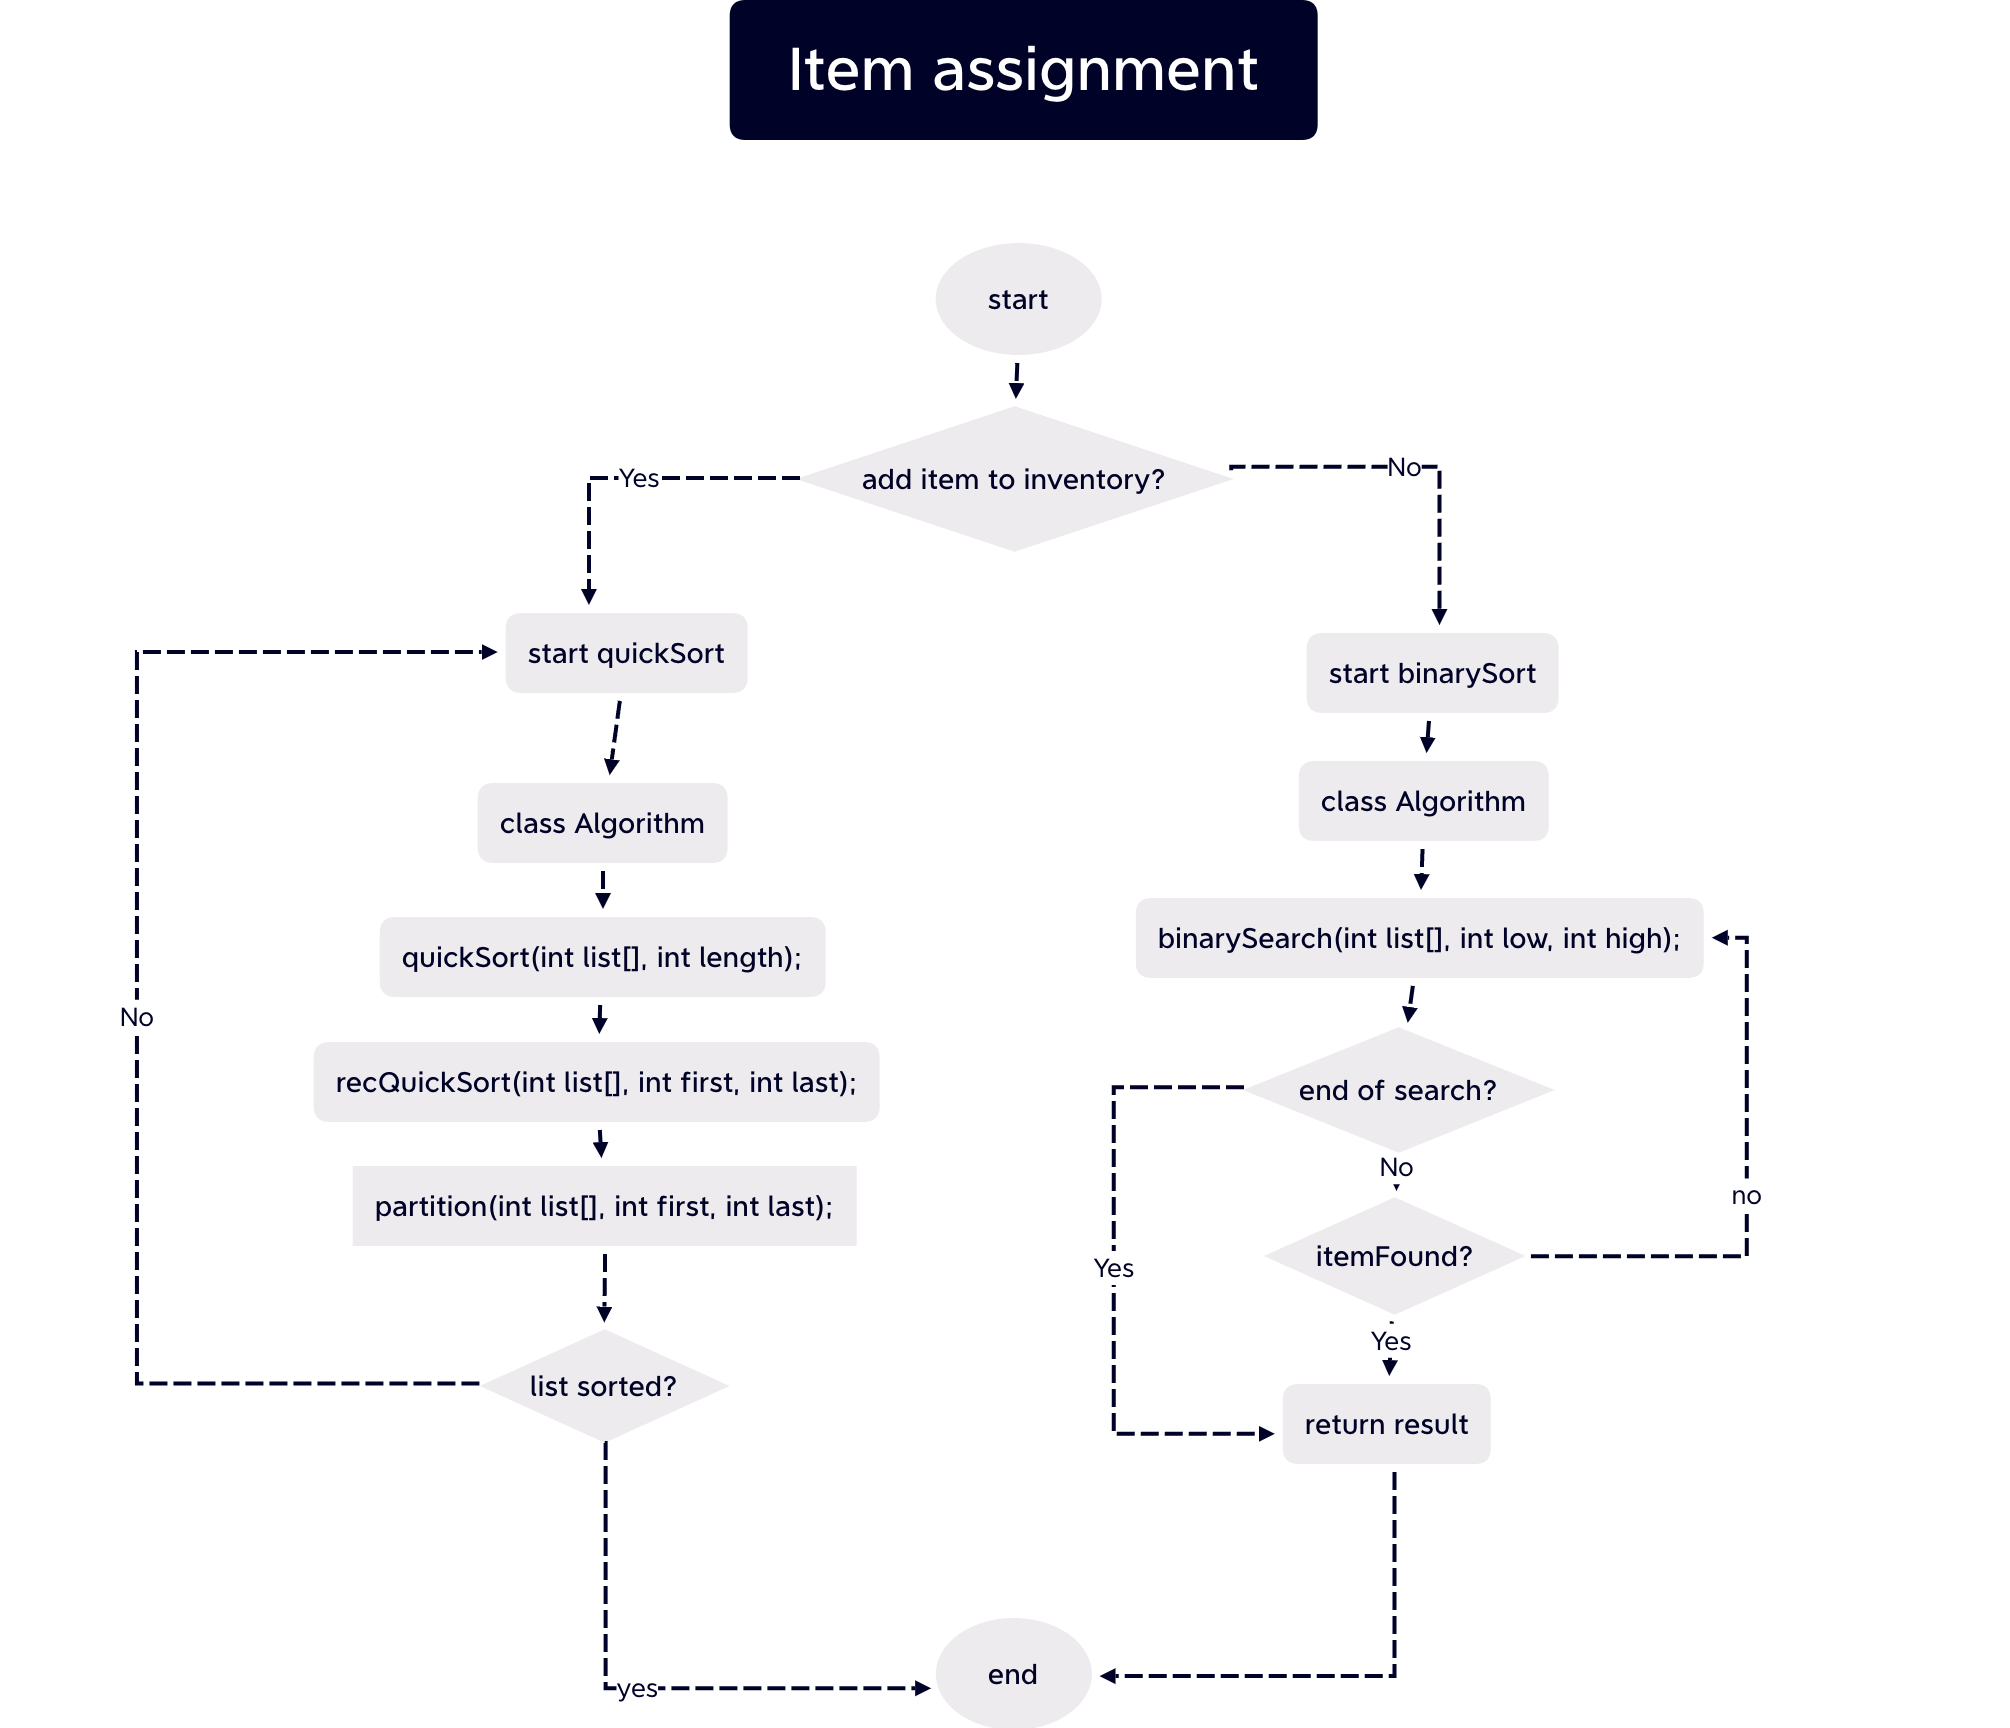 Item assignment
start
add item to inventory?
Yes
No
start quickSort
start binarySort
class Algorithm
class Algorithm
quickSort(int list[], int length);
binarySearch(int list[], int low, int high);
No
recQuickSort(int list[], int first, int last);
end of search?
No
no
partition(int list[], int first, int last);
itemFound?
Yes
Yes
list sorted?
return result
end
yes